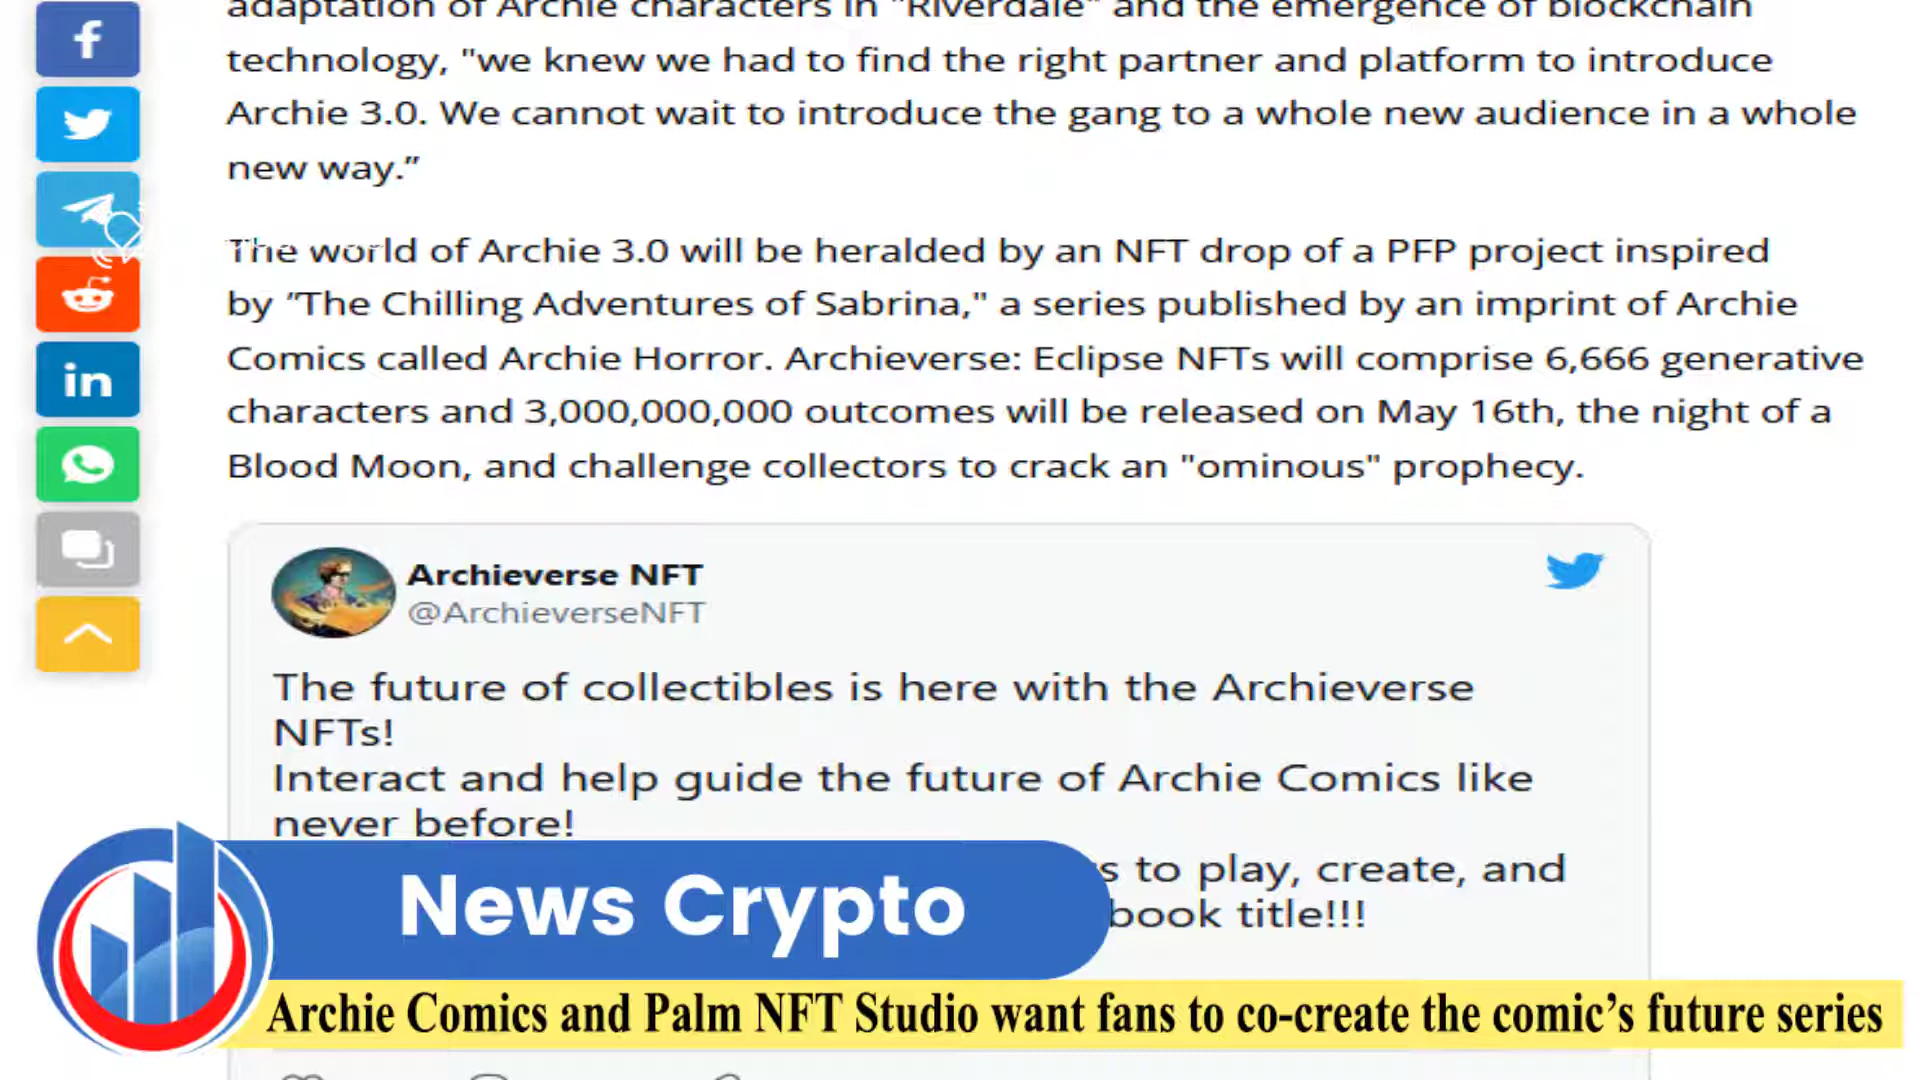 adaptation of Archie characters in "Riverdale" and the emergence of blockchain
technology, "we knew we had to find the right partner and platform to introduce
Archie 3.0. We cannot wait to introduce the gang to a whole new audience in a whole
new way.”
The world of Archie 3.0 will be heralded by an NFT drop of a PFP project inspired
by ”The Chilling Adventures of Sabrina," a series published by an imprint of Archie
Comics called Archie Horror. Archieverse: Eclipse NFTs will comprise 6,666 generative
characters and 3,000,000,000 outcomes will be released on May 16th, the night of a
Blood Moon, and challenge collectors to crack an "ominous" prophecy.
Archieverse NFT
@ArchieverseNFT
The future of collectibles is here with the Archieverse
NFTs!
Interact and help guide the future of Archie Comics like
never before!
to play, create, and
book title!!!
News Crypto
Archie Comics and Palm NFT Studio want fans to co-create the comic’s future series